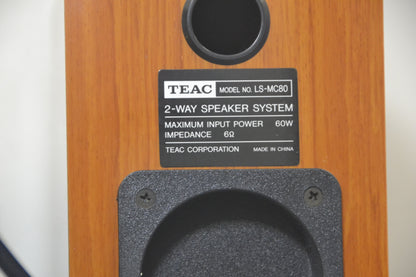 TEAC MODEL NO. LS-MC80
2-WAY SPEAKER SYSTEM
MAXIMUM INPUT POWER 60W
IMPEDANCE 6Ω
TEAC CORPORATION MADE IN CHINA